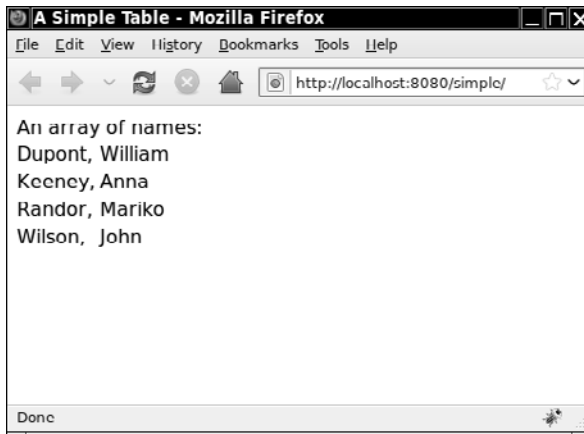 A Simple Table - Mozilla Firefox
File Edit View History Bookmarks Tools Help
http://localhost:8080/simple/
An array of names:
Dupont, William
Keeney, Anna
Randor, Mariko
Wilson, John
Done